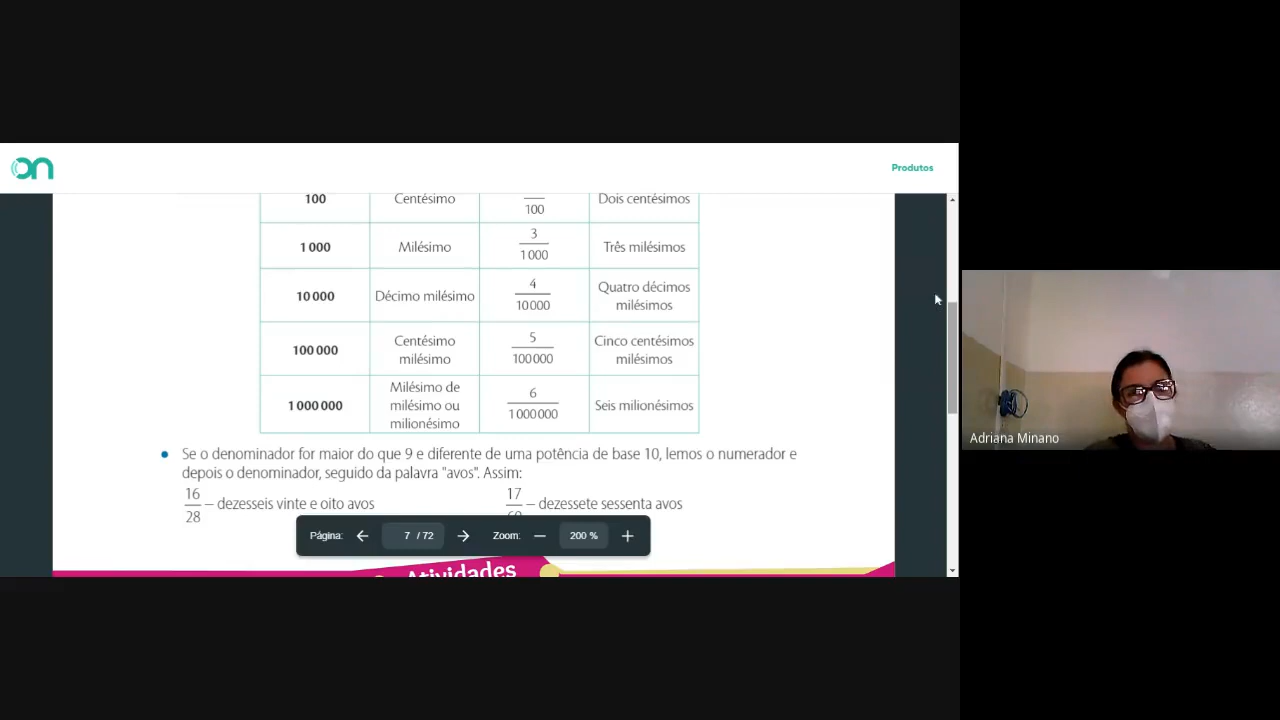 on
Produtos
100
Centésimo
100
Dois centésimos
1 000
Milésimo
3
1 000
Três milésimos
10 000
Décimo milésimo
4
10 000
Quatro décimos
milésimos
100 000
Centésimo
milésimo
5
100 000
Cinco centésimos
milésimos
1 000 000
Milésimo de
milésimo ou
milionésimo
6
1 000 000
Seis milionésimos
• Se o denominador for maior do que 9 e diferente de uma potência de base 10, lemos o numerador e
depois o denominador, seguido da palavra "avos". Assim:
16
28
– dezesseis vinte e oito avos
17
– dezessete sessenta avos
Página: 7 / 72 Zoom: – 200 % +
Atividades
Adriana Minano